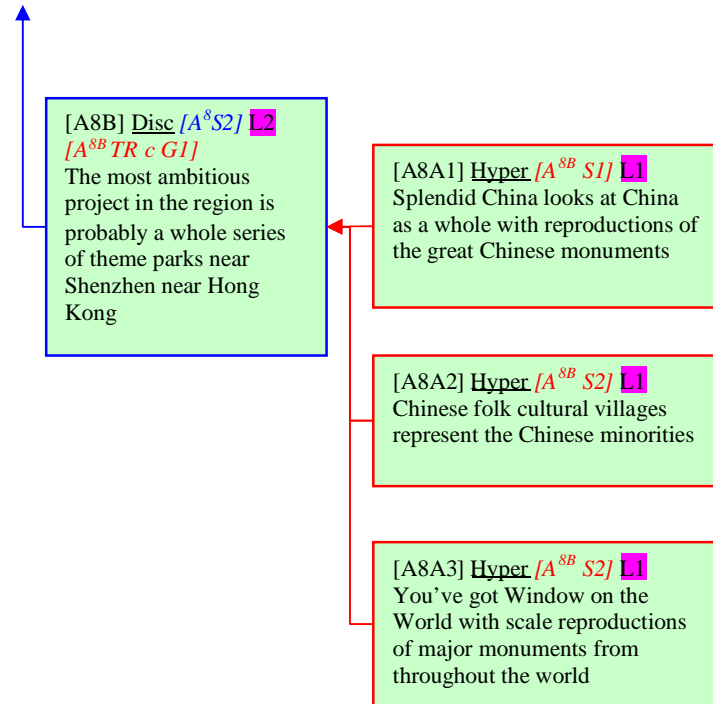 [A8B] Disc [A⁸S2] L2
[A⁸ᴮ TR c G1]
The most ambitious
project in the region is
probably a whole series
of theme parks near
Shenzhen near Hong
Kong
[A8A1] Hyper [A⁸ᴮ S1] L1
Splendid China looks at China
as a whole with reproductions of
the great Chinese monuments
[A8A2] Hyper [A⁸ᴮ S2] L1
Chinese folk cultural villages
represent the Chinese minorities
[A8A3] Hyper [A⁸ᴮ S2] L1
You’ve got Window on the
World with scale reproductions
of major monuments from
throughout the world